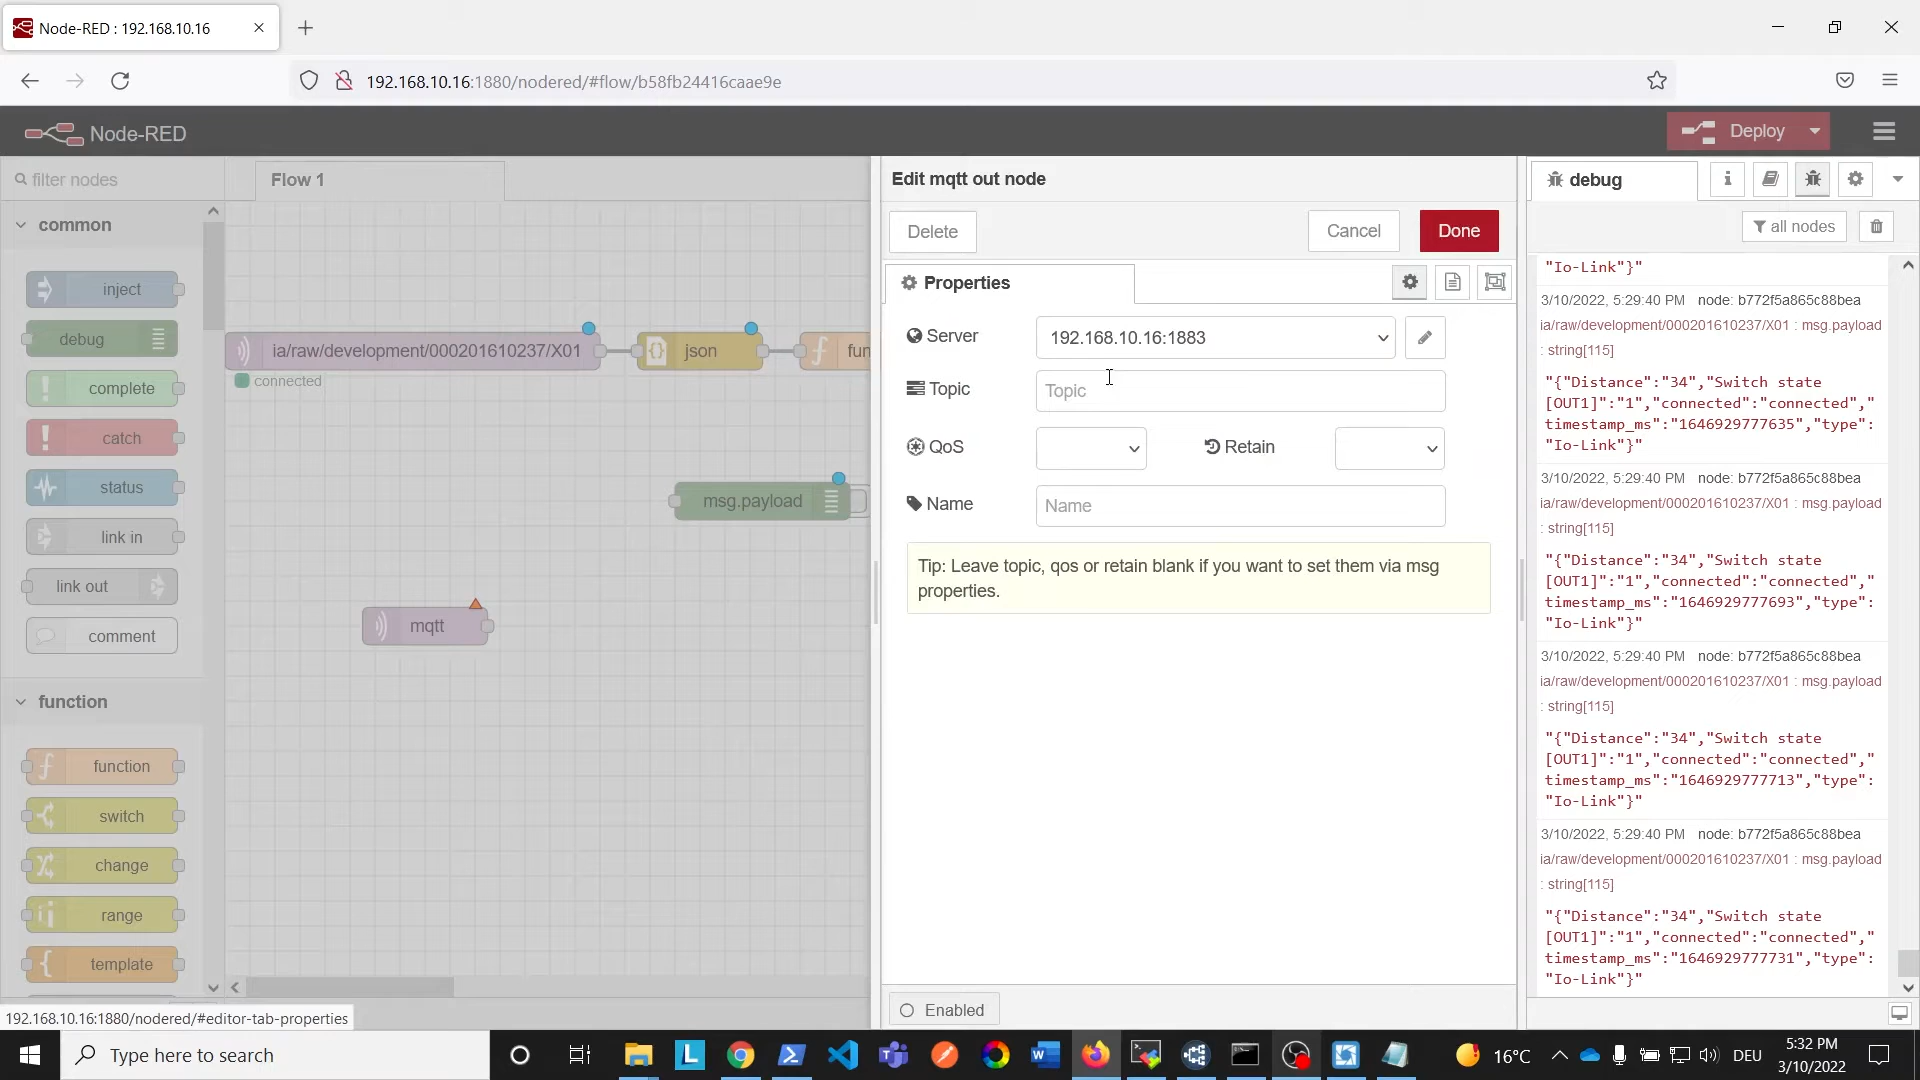 Node-RED : 192.168.10.16
192.168.10.16:1880/nodered/#flow/b58fb24416caae9e
Node-RED
Deploy
filter nodes
Flow 1
common
inject
debug
complete
catch
status
link in
link out
comment
function
function
switch
change
range
template
ia/raw/development/000201610237/X01
connected
json
fun
msg.payload
mqtt
Edit mqtt out node
Delete
Cancel
Done
Properties
Server
192.168.10.16:1883
Topic
Topic
QoS
Retain
Name
Name
Tip: Leave topic, qos or retain blank if you want to set them via msg
properties.
Enabled
debug
all nodes
"Io-Link"}"
3/10/2022, 5:29:40 PM node: b772f5a865c88bea
ia/raw/development/000201610237/X01 : msg.payload
: string[115]
"{"Distance":"34","Switch state
[OUT1]":"1","connected":"connected","
timestamp_ms":"1646929777635","type":
"Io-Link"}"
3/10/2022, 5:29:40 PM node: b772f5a865c88bea
ia/raw/development/000201610237/X01 : msg.payload
: string[115]
"{"Distance":"34","Switch state
[OUT1]":"1","connected":"connected","
timestamp_ms":"1646929777693","type":
"Io-Link"}"
3/10/2022, 5:29:40 PM node: b772f5a865c88bea
ia/raw/development/000201610237/X01 : msg.payload
: string[115]
"{"Distance":"34","Switch state
[OUT1]":"1","connected":"connected","
timestamp_ms":"1646929777713","type":
"Io-Link"}"
3/10/2022, 5:29:40 PM node: b772f5a865c88bea
ia/raw/development/000201610237/X01 : msg.payload
: string[115]
"{"Distance":"34","Switch state
[OUT1]":"1","connected":"connected","
timestamp_ms":"1646929777731","type":
"Io-Link"}"
192.168.10.16:1880/nodered/#editor-tab-properties
Type here to search
16°C
DEU
5:32 PM
3/10/2022